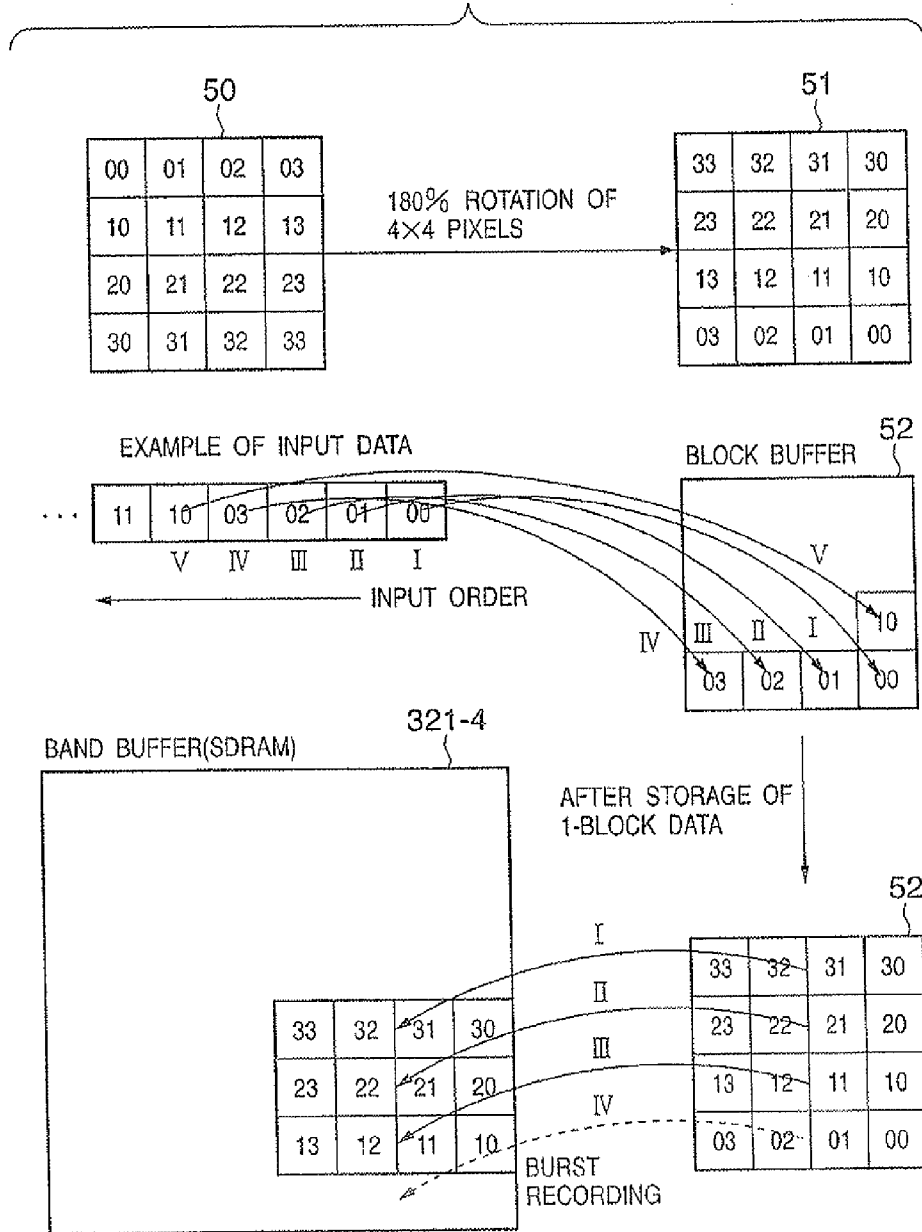 50
00 01 02 03
10 11 12 13
20 21 22 23
30 31 32 33
180% ROTATION OF
4×4 PIXELS
51
33 32 31 30
23 22 21 20
13 12 11 10
03 02 01 00
EXAMPLE OF INPUT DATA
··· 11 10 03 02 01 00
V IV III II I
INPUT ORDER
BLOCK BUFFER
52
V
10
IV III II I
03 02 01 00
AFTER STORAGE OF
1-BLOCK DATA
BAND BUFFER(SDRAM)
321-4
33 32 31 30
23 22 21 20
13 12 11 10
I
II
III
IV
BURST
RECORDING
52
33 32 31 30
23 22 21 20
13 12 11 10
03 02 01 00